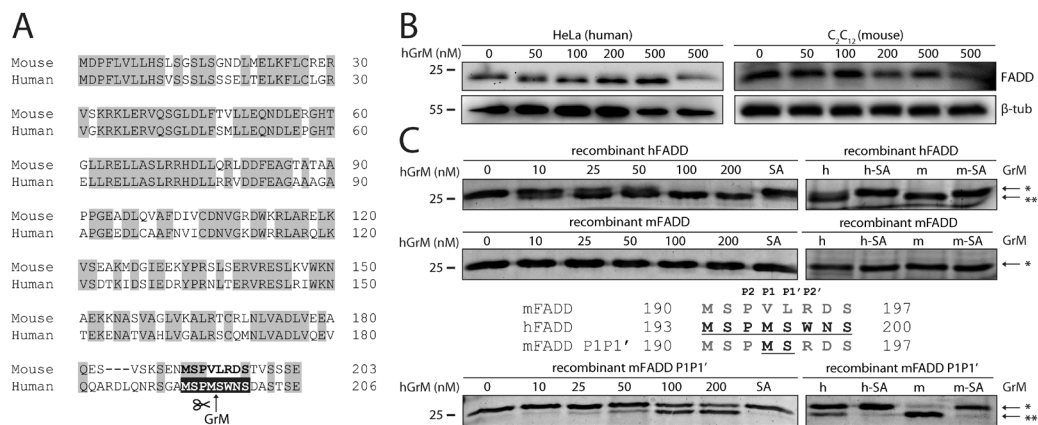 A
Mouse MDPFLVLLHSLSGSLSGNDLMELKFLCRER 30
Human MDPFLVLLHSVSSSLSSSELTELKFLCLGR 30
Mouse VSKRKLERVQSGLDLFTVLLEQNDLERGHT 60
Human VGKRKLERVQSGLDLFSMLLEQNDLEPGHT 60
Mouse GLLRELLASLRRHDLLQRLDDFEAGTATAA 90
Human ELLRELLASLRRHDLLRRVDDFEAGAAAGA 90
Mouse PPGEADLQVAFDIVCDNVGRDWKRLARELK 120
Human APGEEDLCAAFNVICDNVGKDWRRLARQLK 120
Mouse VSEAKMDGIEEKYPRSLSERVRESLKVWKN 150
Human VSDTKIDSIEDRYPRNLTERVRESLRIWKN 150
Mouse AEKKNASVAGLVKALRTCRLNLVADLVEEA 180
Human TEKENATVAHLVGALRSCQMNLVADLVQEV 180
Mouse QES---VSKSENMSPVLRDSTVSSSE 203
Human QQARDLQNRSGAMSPMSWNSDASTSE 206
GrM
B
HeLa (human)
hGrM (nM) 0 50 100 200 500 500
25
55
C2C12 (mouse)
0 50 100 200 500 500
FADD
β-tub
C
recombinant hFADD
hGrM (nM) 0 10 25 50 100 200 SA
25
recombinant hFADD
h h-SA m m-SA GrM
*
**
recombinant mFADD
hGrM (nM) 0 10 25 50 100 200 SA
25
recombinant mFADD
h h-SA m m-SA GrM
*
P2 P1 P1' P2'
mFADD 190 M S P V L R D S 197
hFADD 193 M S P M S W N S 200
mFADD P1P1' 190 M S P M S R D S 197
recombinant mFADD P1P1'
hGrM (nM) 0 10 25 50 100 200 SA
25
recombinant mFADD P1P1'
h h-SA m m-SA GrM
*
**